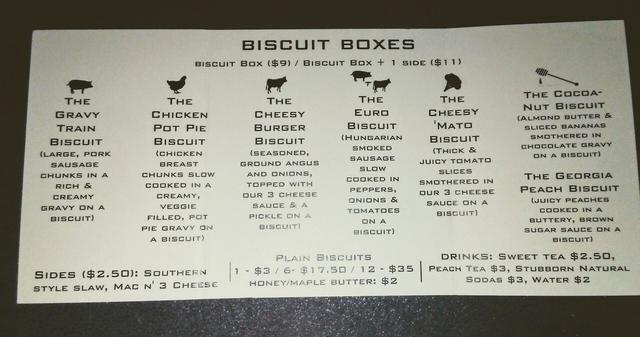 BISCUIT BOXES
BISCUIT BOX ($9) / BISCUIT BOX + 1 SIDE ($11)
THE
GRAVY
TRAIN
BISCUIT
(LARGE, PORK
SAUSAGE
CHUNKS IN A
RICH &
CREAMY
GRAVY ON A
BISCUIT)
THE
CHICKEN
POT PIE
BISCUIT
(CHICKEN
BREAST
CHUNKS SLOW
COOKED IN A
CREAMY,
VEGGIE
FILLED, POT
PIE GRAVY ON
A BISCUIT)
THE
CHEESY
BURGER
BISCUIT
(SEASONED,
GROUND ANGUS
AND ONIONS,
TOPPED WITH
OUR 3 CHEESE
SAUCE & A
PICKLE ON A
BISCUIT)
THE
EURO
BISCUIT
(HUNGARIAN
SMOKED
SAUSAGE
SLOW
COOKED IN
PEPPERS,
ONIONS &
TOMATOES
ON A
BISCUIT)
THE
CHEESY
'MATO
BISCUIT
(THICK &
JUICY TOMATO
SLICES
SMOTHERED IN
OUR 3 CHEESE
SAUCE ON A
BISCUIT)
THE COCOA-
NUT BISCUIT
(ALMOND BUTTER &
SLICED BANANAS
SMOTHERED IN
CHOCOLATE GRAVY
ON A BISCUIT)
THE GEORGIA
PEACH BISCUIT
(JUICY PEACHES
COOKED IN A
BUTTERY, BROWN
SUGAR SAUCE ON A
BISCUIT)
SIDES ($2.50): SOUTHERN
STYLE SLAW, MAC N' 3 CHEESE
PLAIN BISCUITS
1 - $3 / 6- $17.50 / 12 - $35
HONEY/MAPLE BUTTER: $2
DRINKS: SWEET TEA $2.50,
PEACH TEA $3, STUBBORN NATURAL
SODAS $3, WATER $2